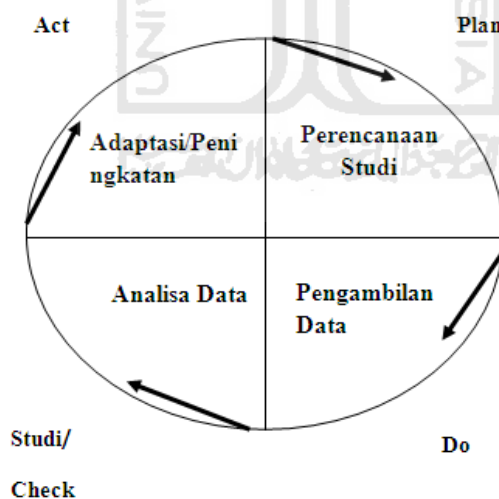 Act
Plan
Adaptasi/Peni
ngkatan
Perencanaan
Studi
Analisa Data
Pengambilan
Data
Studi/
Check
Do